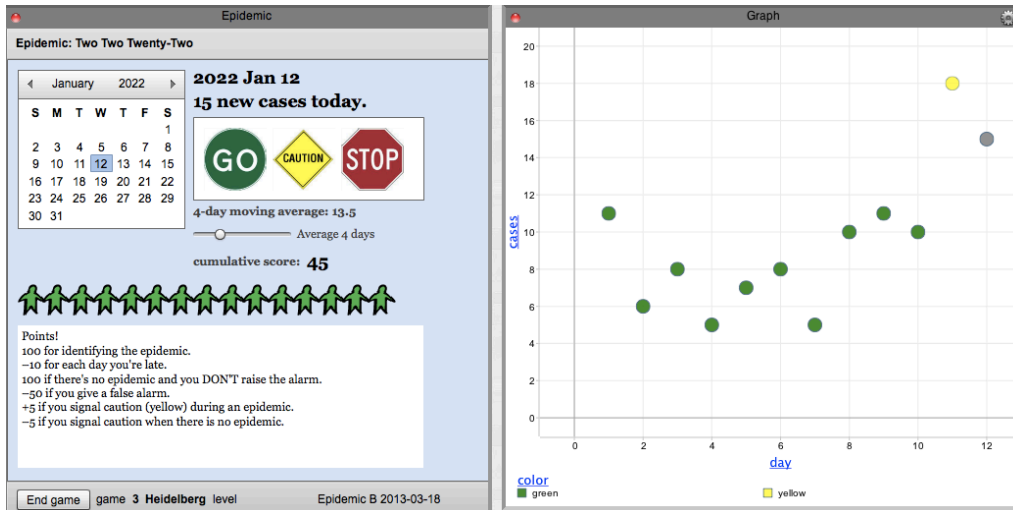 Epidemic
Epidemic: Two Two Twenty-Two
January 2022
S M T W T F S
1
2 3 4 5 6 7 8
9 10 11 12 13 14 15
16 17 18 19 20 21 22
23 24 25 26 27 28 29
30 31
2022 Jan 12
15 new cases today.
GO CAUTION STOP
4-day moving average: 13.5
Average 4 days
cumulative score: 45
Points!
100 for identifying the epidemic.
−10 for each day you're late.
100 if there's no epidemic and you DON'T raise the alarm.
−50 if you give a false alarm.
+5 if you signal caution (yellow) during an epidemic.
−5 if you signal caution when there is no epidemic.
End game game 3 Heidelberg level Epidemic B 2013-03-18
Graph
20
18
16
14
12
10
8
6
4
2
0
cases
0 2 4 6 8 10 12
day
color
green yellow